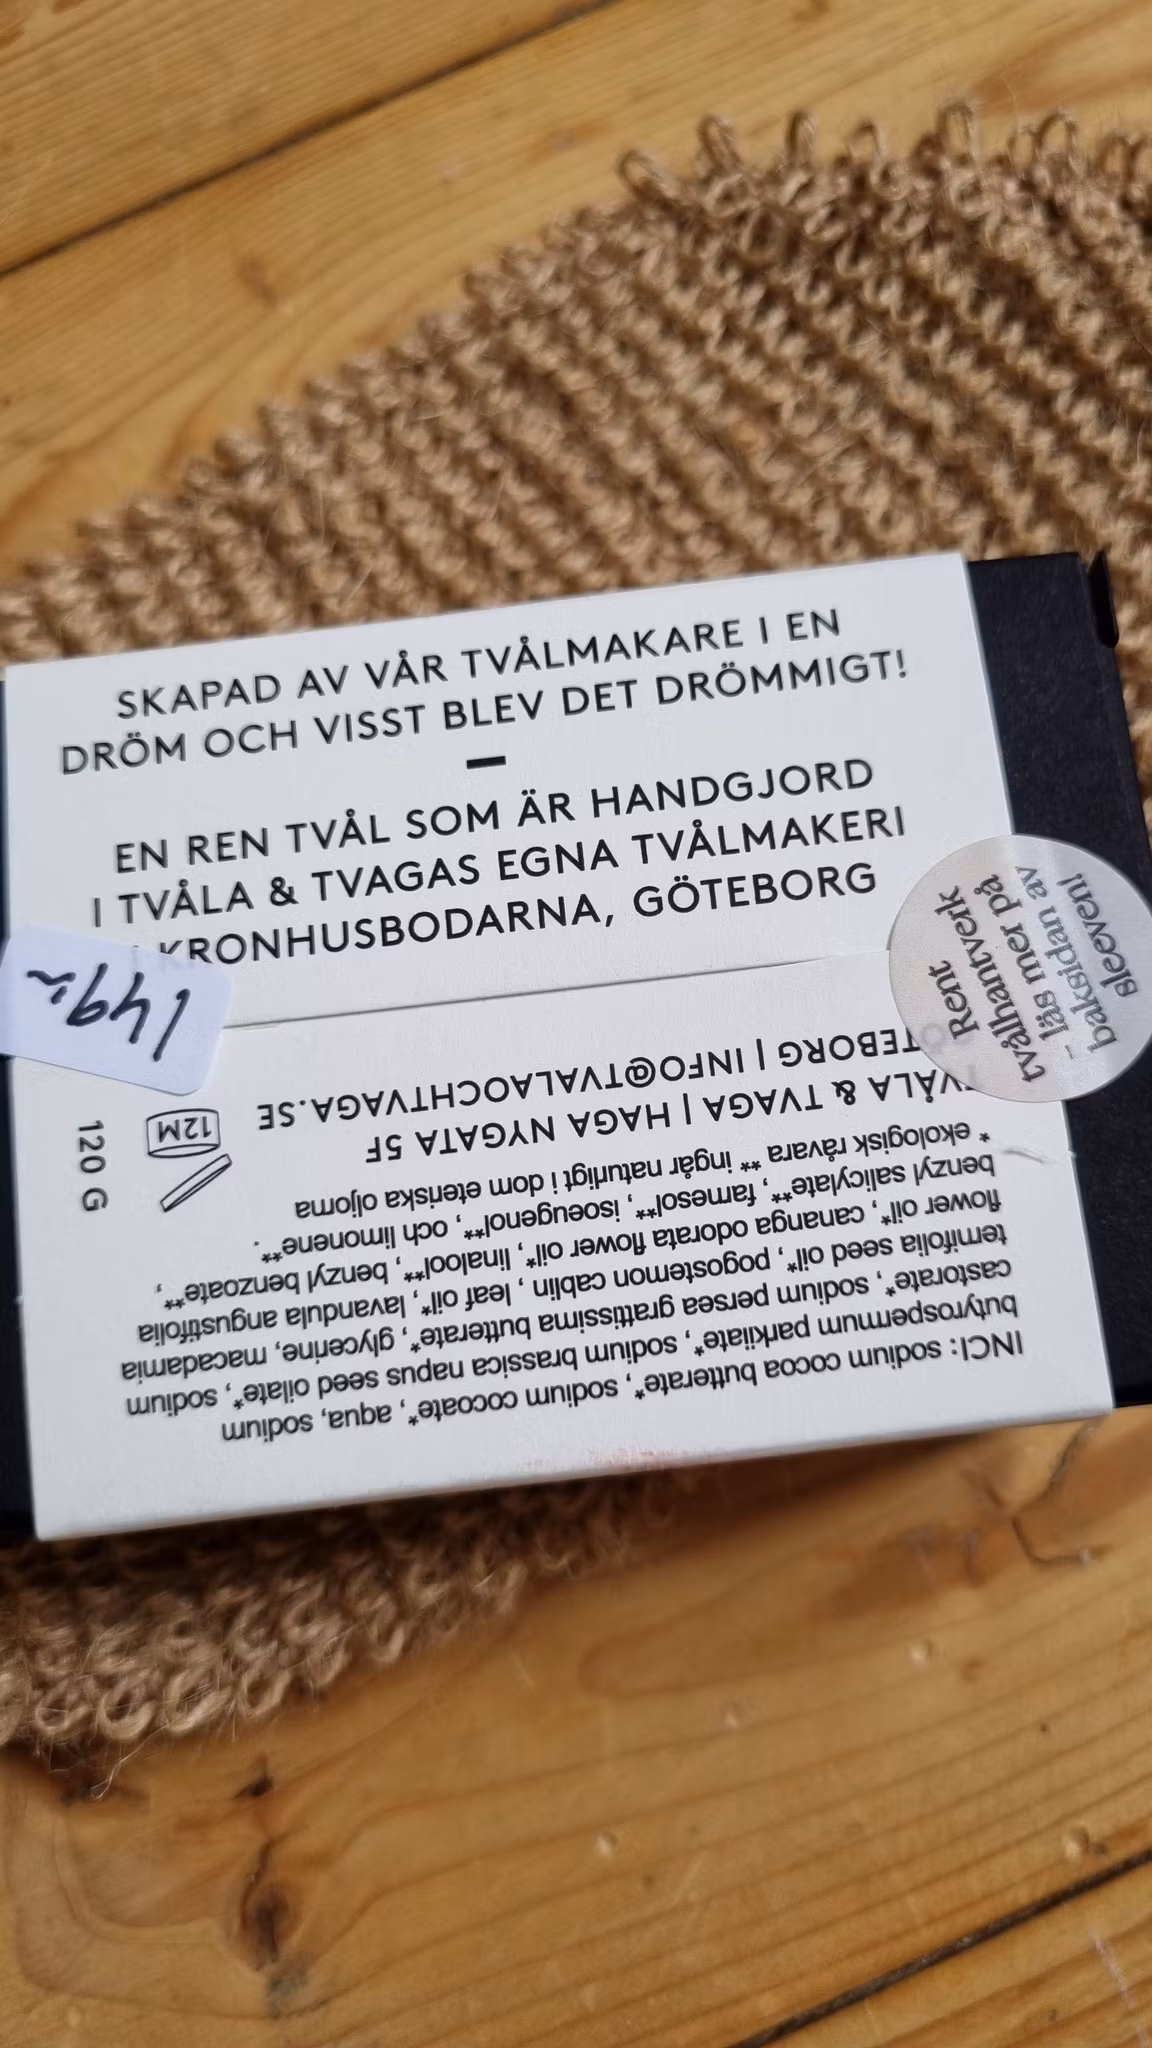 SKAPAD AV VÅR TVÅLMAKARE I EN
DRÖM OCH VISST BLEV DET DRÖMMIGT!
EN REN TVÅL SOM ÄR HANDGJORD
I TVÅLA & TVAGAS EGNA TVÅLMAKERI
I KRONHUSBODARNA, GÖTEBORG
149:-
Rent
tvålhantverk
- läs mer på
baksidan av
sleeven!
120 G
12M
INCI: sodium cocoa butterate*, sodium cocoate*, aqua, sodium
butyrospermum parkiiate*, sodium brassica napus seed oilate*, sodium
castorate*, sodium persea grattissima butterate*, glycerine, macadamia
ternifolia seed oil*, pogostemon cablin, leaf oil*, lavandula angustifolia
flower oil*, cananga odorata flower oil*, linalool**, benzyl benzoate**,
benzyl salicylate**, farnesol**, isoeugenol**, och limonene**.
* ekologisk råvara ** ingår naturligt i dom eteriska oljorna
TVÅLA & TVAGA | HAGA NYGATA 5F
GÖTEBORG | INFO@TVALAOCHTVAGA.SE